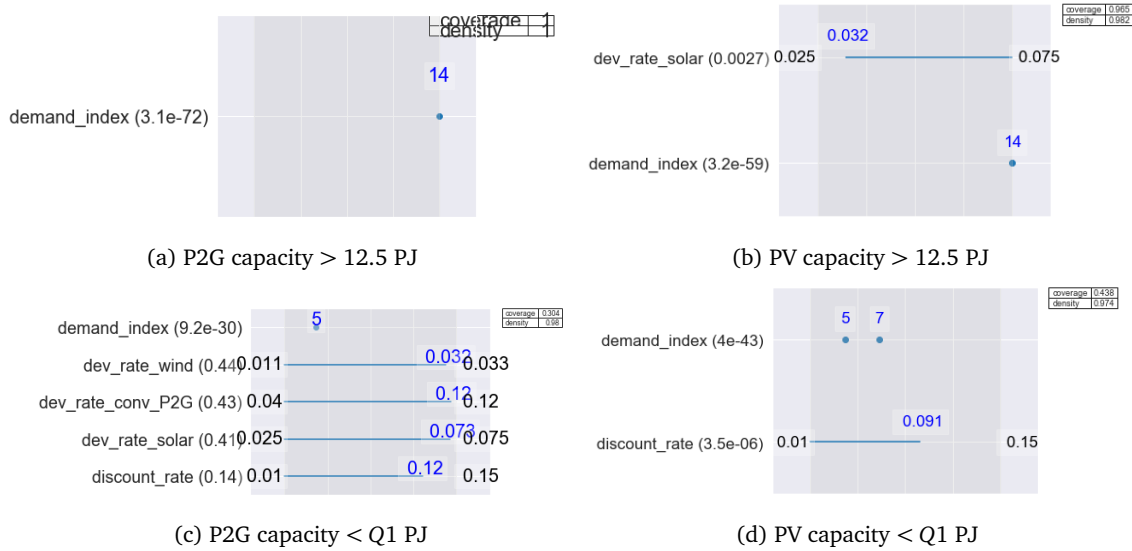 coverage 1
density 1
14
demand_index (3.1e-72)
(a) P2G capacity > 12.5 PJ
coverage 0.965
density 0.982
0.032
dev_rate_solar (0.0027) 0.025 0.075
14
demand_index (3.2e-59)
(b) PV capacity > 12.5 PJ
coverage 0.304
density 0.98
demand_index (9.2e-30) 5
dev_rate_wind (0.44) 0.011 0.032 0.033
dev_rate_conv_P2G (0.43) 0.04 0.12 0.12
dev_rate_solar (0.41) 0.025 0.073 0.075
discount_rate (0.14) 0.01 0.12 0.15
(c) P2G capacity < Q1 PJ
coverage 0.438
density 0.974
5 7
demand_index (4e-43)
0.091
discount_rate (3.5e-06) 0.01 0.15
(d) PV capacity < Q1 PJ